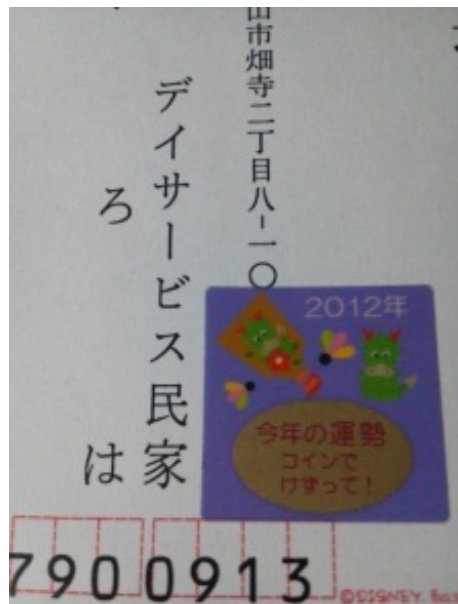 山市畑寺二丁目八-一〇
デイサービス民家
ろ
は
2012年
今年の運勢
コインで
けずって!
7900913
©DISNEY. Bas